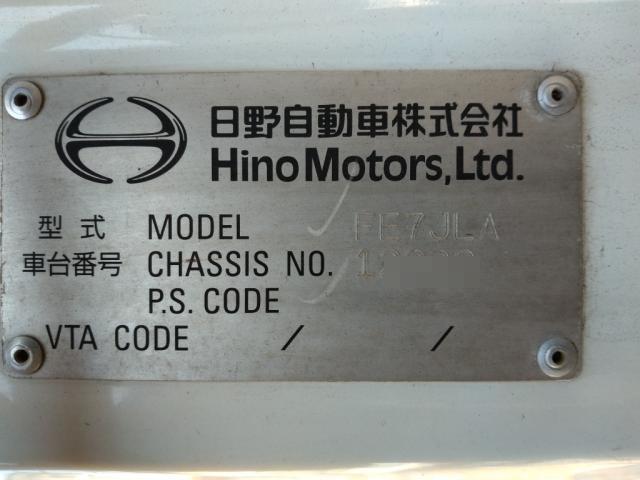 日野自動車株式会社
Hino Motors, Ltd.
型式 MODEL FE7JLA
車台番号 CHASSIS NO.
P.S. CODE
VTA CODE / /